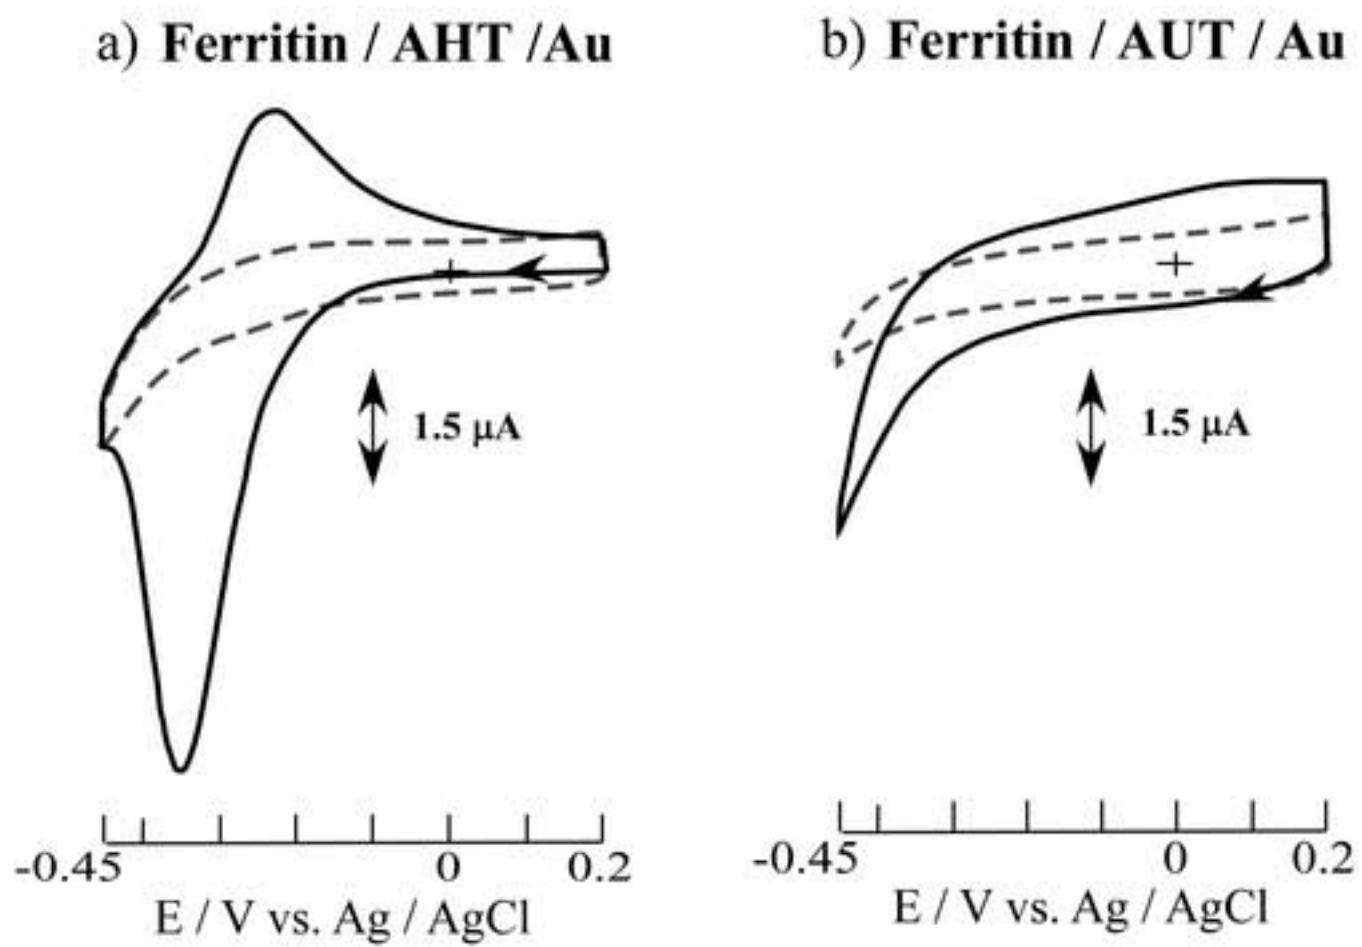 a) Ferritin / AHT /Au
1.5 μA
-0.45 0 0.2
E / V vs. Ag / AgCl
b) Ferritin / AUT / Au
1.5 μA
-0.45 0 0.2
E / V vs. Ag / AgCl